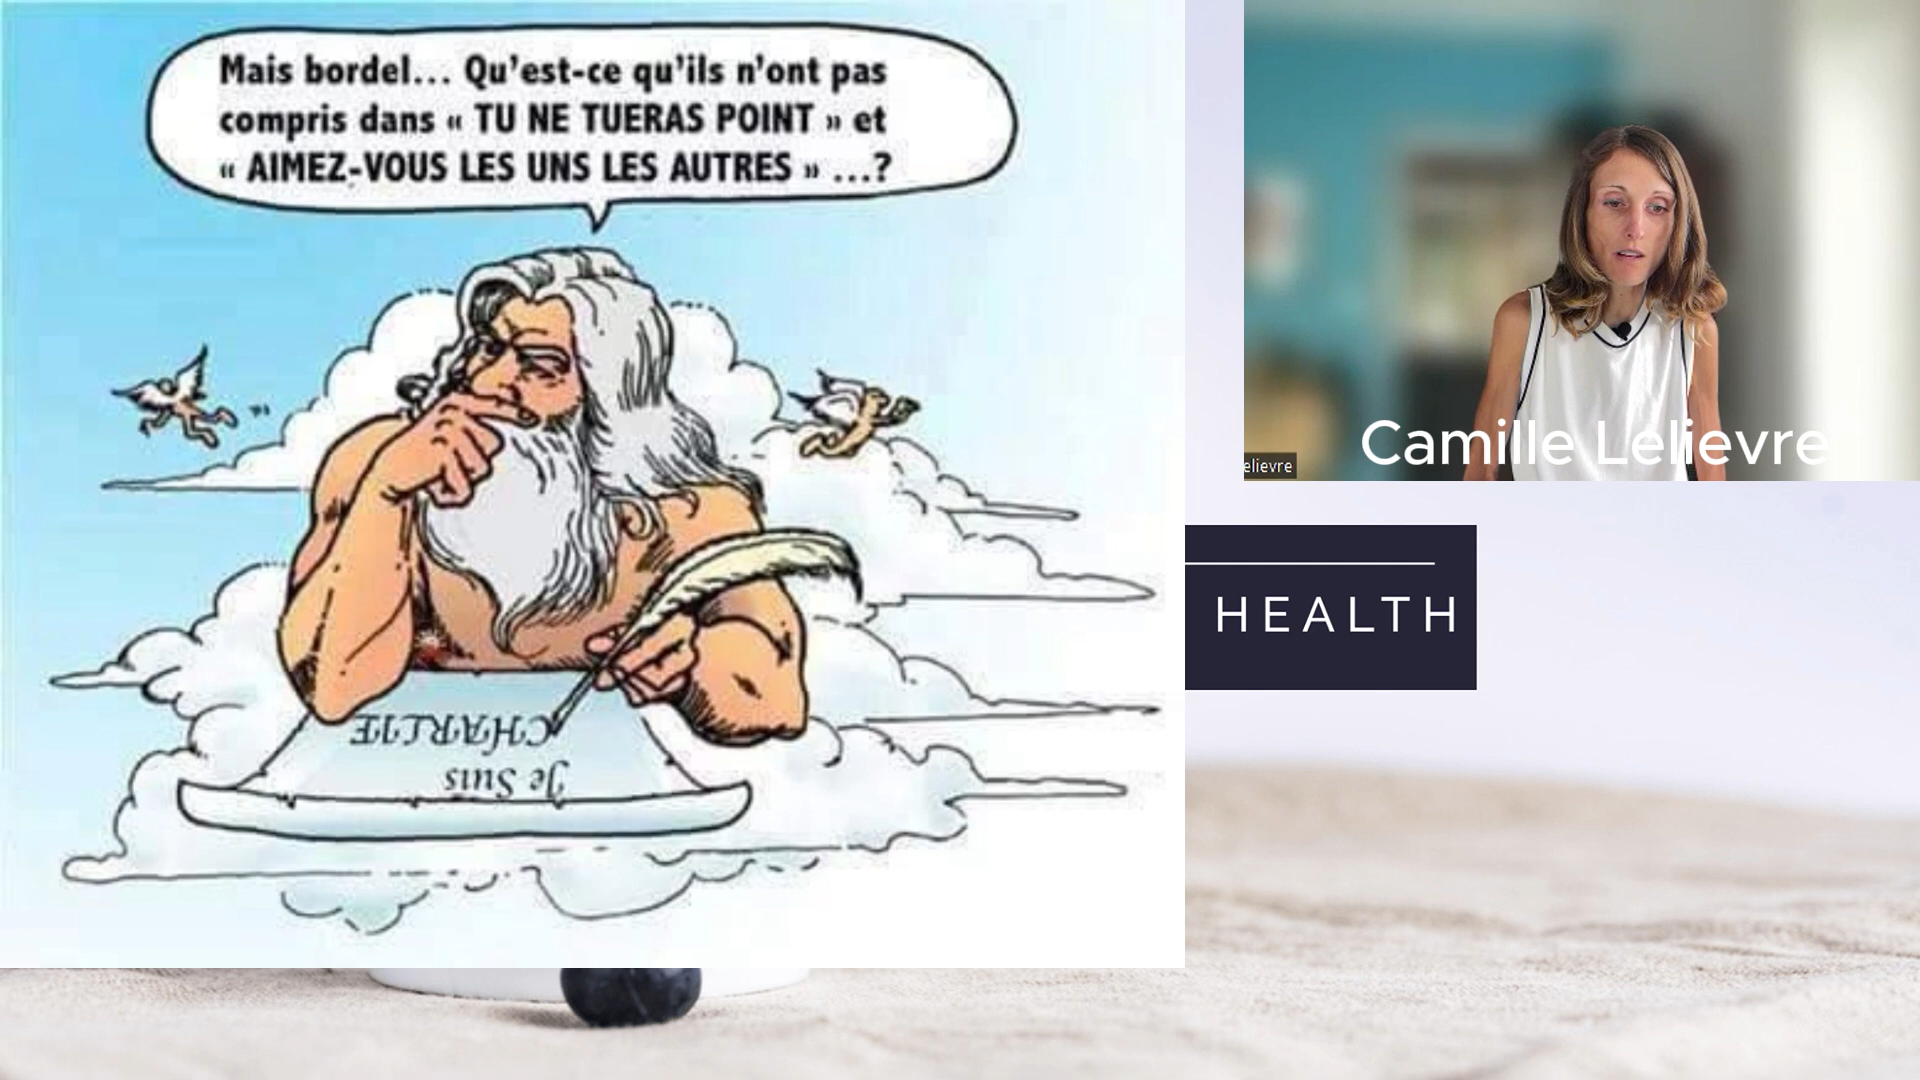 Mais bordel... Qu'est-ce qu'ils n'ont pas
compris dans « TU NE TUERAS POINT » et
« AIMEZ-VOUS LES UNS LES AUTRES » ...?
Je Suis
CHARLIE
Camille Lelievre
elievre
HEALTH